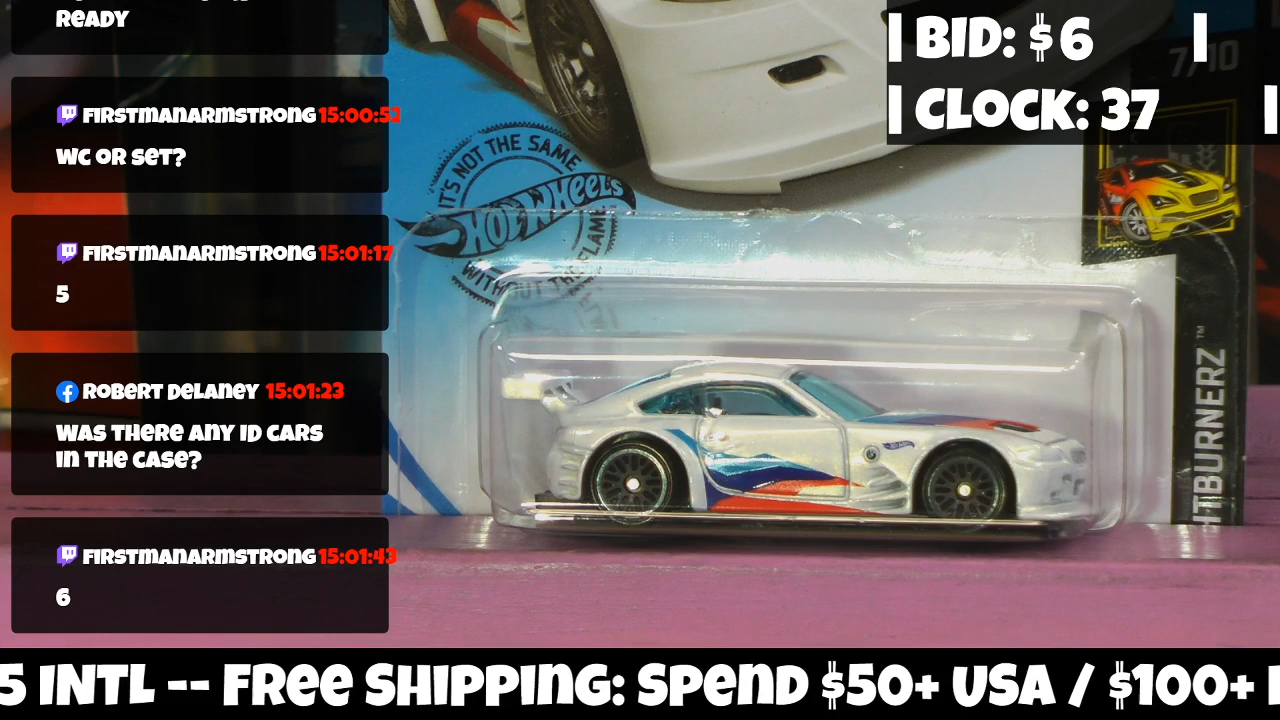 READY
FIRSTMANARMSTRONG 15:00:52
WC OR SET?
FIRSTMANARMSTRONG 15:01:17
5
ROBERT DELANEY 15:01:23
WAS THERE ANY ID CARS
IN THE CASE?
FIRSTMANARMSTRONG 15:01:43
6
| BID: $6 |
| CLOCK: 37 |
7/10
IT'S NOT THE SAME
HOT WHEELS
WITHOUT THE FLAME
HTBURNERZ™
5 INTL -- FREE SHIPPING: SPEND $50+ USA / $100+